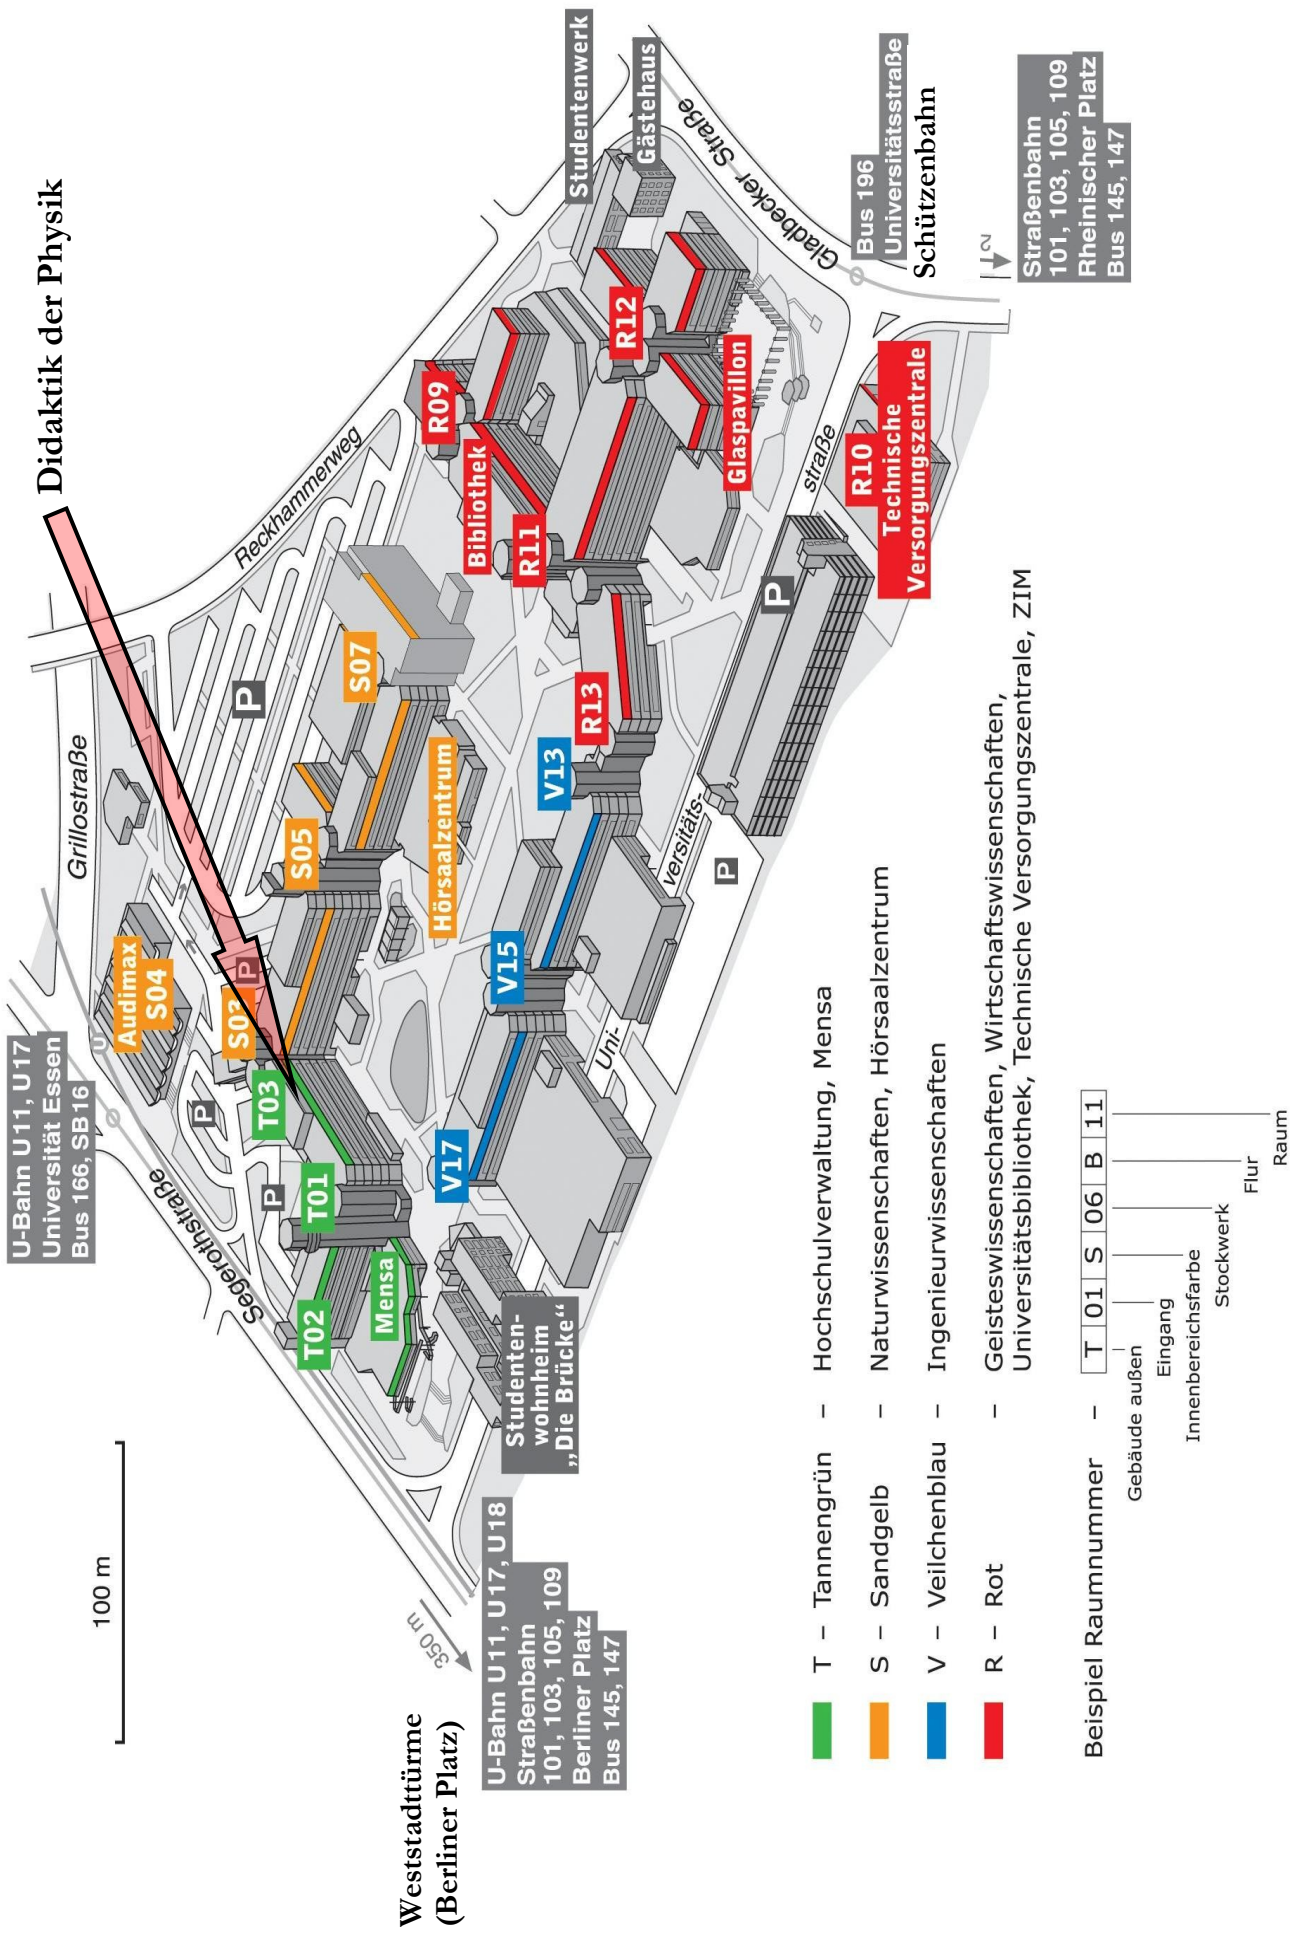 Didaktik der Physik
Studentenwerk
Gästehaus
Gladbecker Straße
Bus 196
Universitätsstraße
Schützenbahn
Straßenbahn
101, 103, 105, 109
Rheinischer Platz
Bus 145, 147
Reckhammerweg
Grillostraße
R09
R12
Bibliothek
R11
Glaspavillon
R10
Technische
Versorgungszentrale
straße
versitäts-
Uni-
P
P
P
P
P
P
S07
S05
Hörsaalzentrum
R13
V13
V15
V17
Audimax
S04
S03
T03
T01
T02
Mensa
U
U-Bahn U11, U17
Universität Essen
Bus 166, SB16
Segerothstraße
Studenten-
wohnheim
„Die Brücke“
100 m
350 m
Weststadttürme
(Berliner Platz)
U-Bahn U11, U17, U18
Straßenbahn
101, 103, 105, 109
Berliner Platz
Bus 145, 147
T – Tannengrün – Hochschulverwaltung, Mensa
S – Sandgelb – Naturwissenschaften, Hörsaalzentrum
V – Veilchenblau – Ingenieurwissenschaften
R – Rot – Geisteswissenschaften, Wirtschaftswissenschaften,
Universitätsbibliothek, Technische Versorgungszentrale, ZIM
Beispiel Raumnummer – T 01 S 06 B 11
Gebäude außen
Eingang
Innenbereichsfarbe
Stockwerk
Flur
Raum